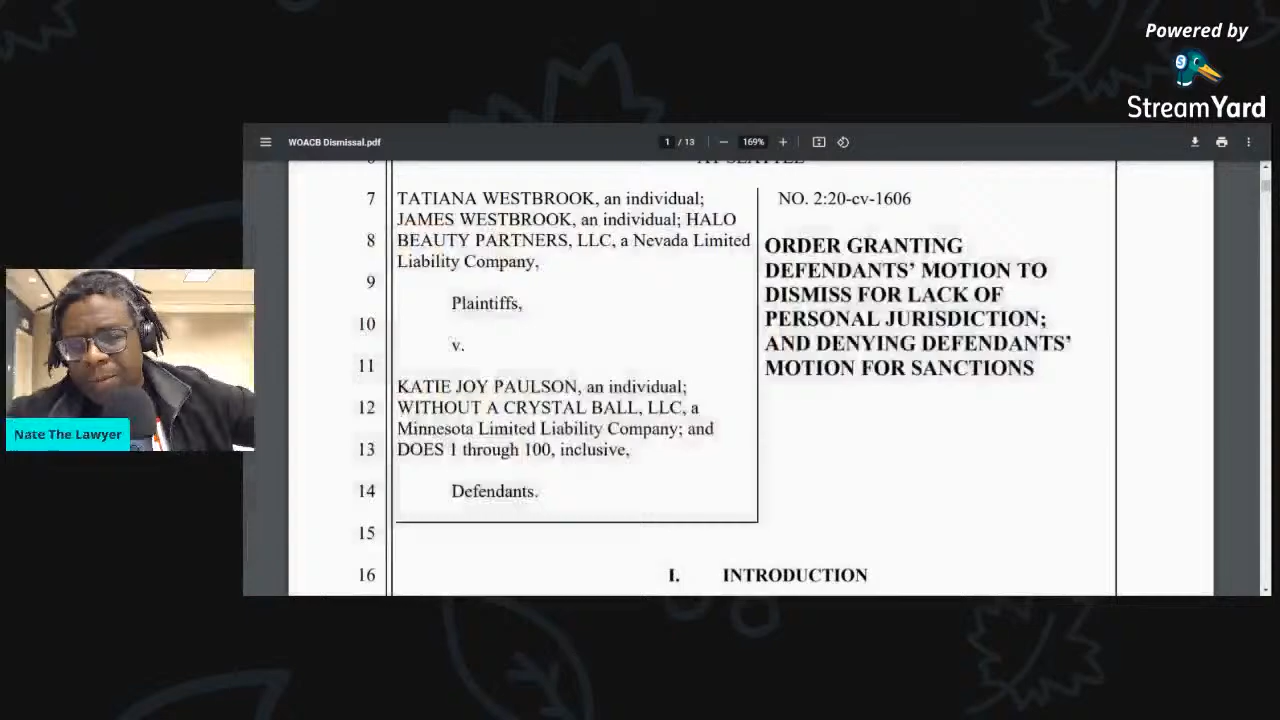 Powered by
StreamYard
WOACB Dismissal.pdf
1 / 13
169%
AT SEATTLE
7 TATIANA WESTBROOK, an individual;
JAMES WESTBROOK, an individual; HALO
8 BEAUTY PARTNERS, LLC, a Nevada Limited
Liability Company,
9
Plaintiffs,
10
v.
11
KATIE JOY PAULSON, an individual;
12 WITHOUT A CRYSTAL BALL, LLC, a
Minnesota Limited Liability Company; and
13 DOES 1 through 100, inclusive,
14 Defendants.
15
NO. 2:20-cv-1606
ORDER GRANTING
DEFENDANTS’ MOTION TO
DISMISS FOR LACK OF
PERSONAL JURISDICTION;
AND DENYING DEFENDANTS’
MOTION FOR SANCTIONS
16 I. INTRODUCTION
Nate The Lawyer